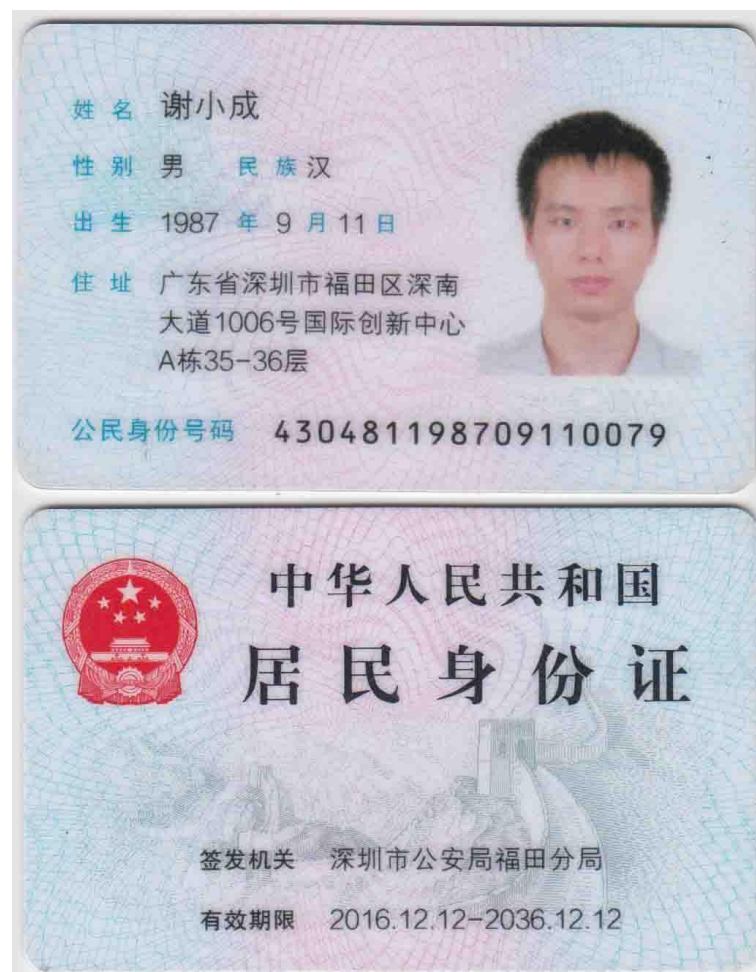 姓名 谢小成
性别 男 民族 汉
出生 1987 年 9 月 11 日
住址 广东省深圳市福田区深南
大道1006号国际创新中心
A栋35-36层
公民身份号码 430481198709110079
中华人民共和国
居民身份证
签发机关 深圳市公安局福田分局
有效期限 2016.12.12-2036.12.12